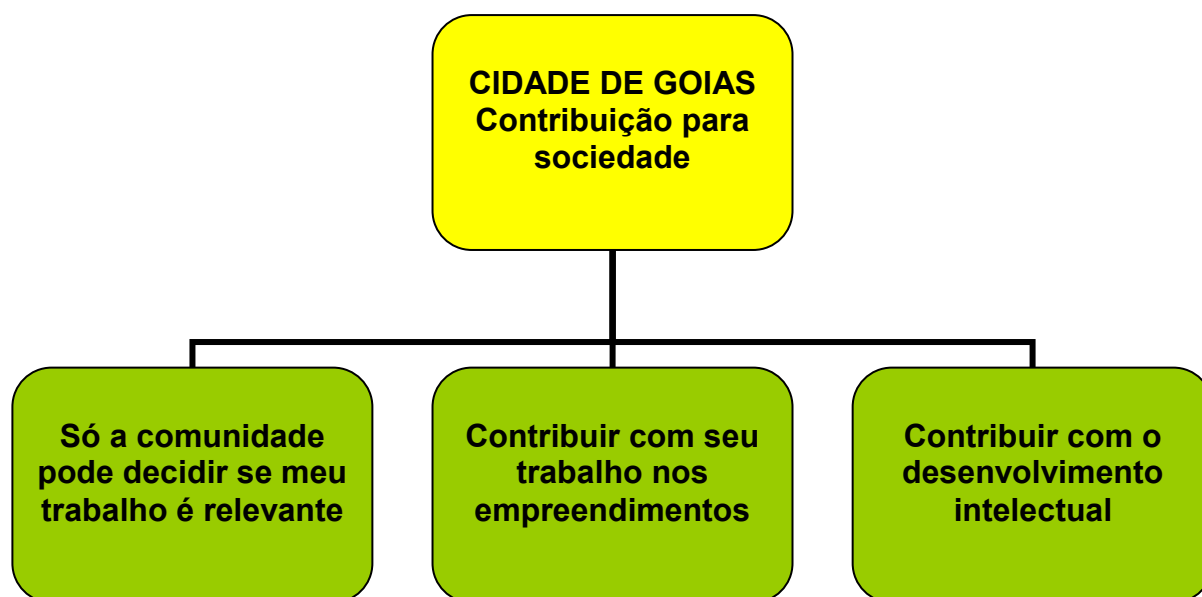 CIDADE DE GOIAS
Contribuição para
sociedade
Só a comunidade
pode decidir se meu
trabalho é relevante
Contribuir com seu
trabalho nos
empreendimentos
Contribuir com o
desenvolvimento
intelectual